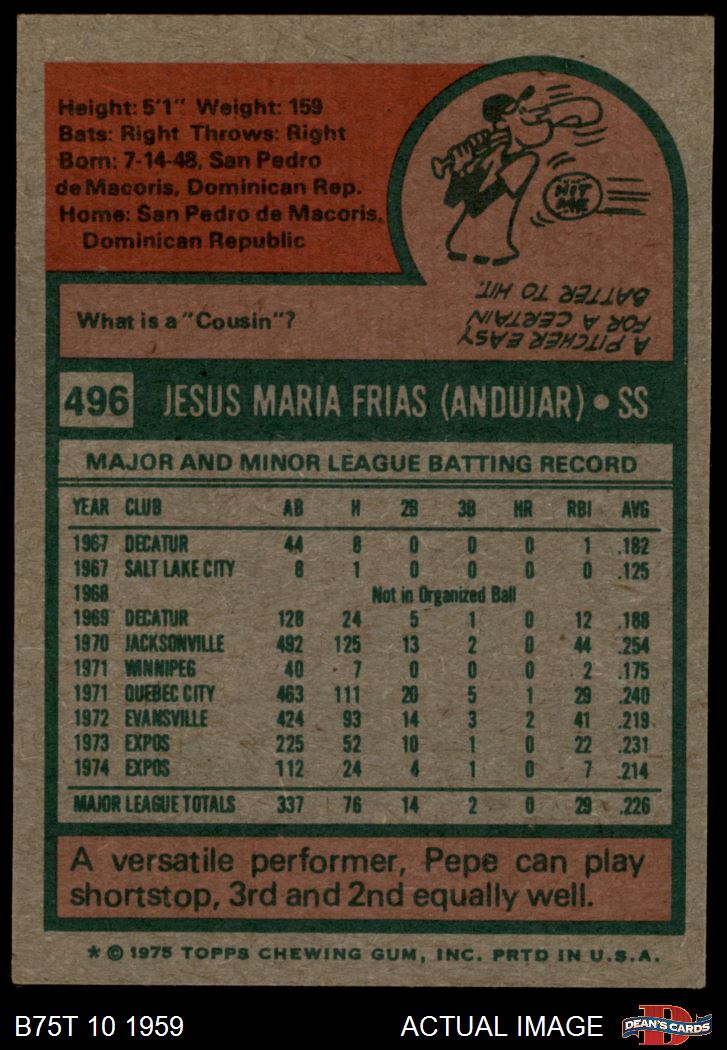 Height: 5'1" Weight: 159
Bats: Right Throws: Right
Born: 7-14-48, San Pedro
de Macoris, Dominican Rep.
Home: San Pedro de Macoris,
Dominican Republic
HIT
ME
What is a "Cousin"?
A PITCHER EASY
FOR A CERTAIN
BATTER TO HIT.
496 JESUS MARIA FRIAS (ANDUJAR) • SS
MAJOR AND MINOR LEAGUE BATTING RECORD
YEAR CLUB AB H 2B 3B HR RBI AVG
1967 DECATUR 44 8 0 0 0 1 .182
1967 SALT LAKE CITY 8 1 0 0 0 0 .125
1968 Not in Organized Ball
1969 DECATUR 128 24 5 1 0 12 .188
1970 JACKSONVILLE 492 125 13 2 0 44 .254
1971 WINNIPEG 40 7 0 0 0 2 .175
1971 QUEBEC CITY 463 111 20 5 1 29 .240
1972 EVANSVILLE 424 93 14 3 2 41 .219
1973 EXPOS 225 52 10 1 0 22 .231
1974 EXPOS 112 24 4 1 0 7 .214
MAJOR LEAGUE TOTALS 337 76 14 2 0 29 .226
A versatile performer, Pepe can play
shortstop, 3rd and 2nd equally well.
* © 1975 TOPPS CHEWING GUM, INC. PRTD IN U.S.A.
B75T 10 1959 ACTUAL IMAGE
D
DEAN'S CARDS